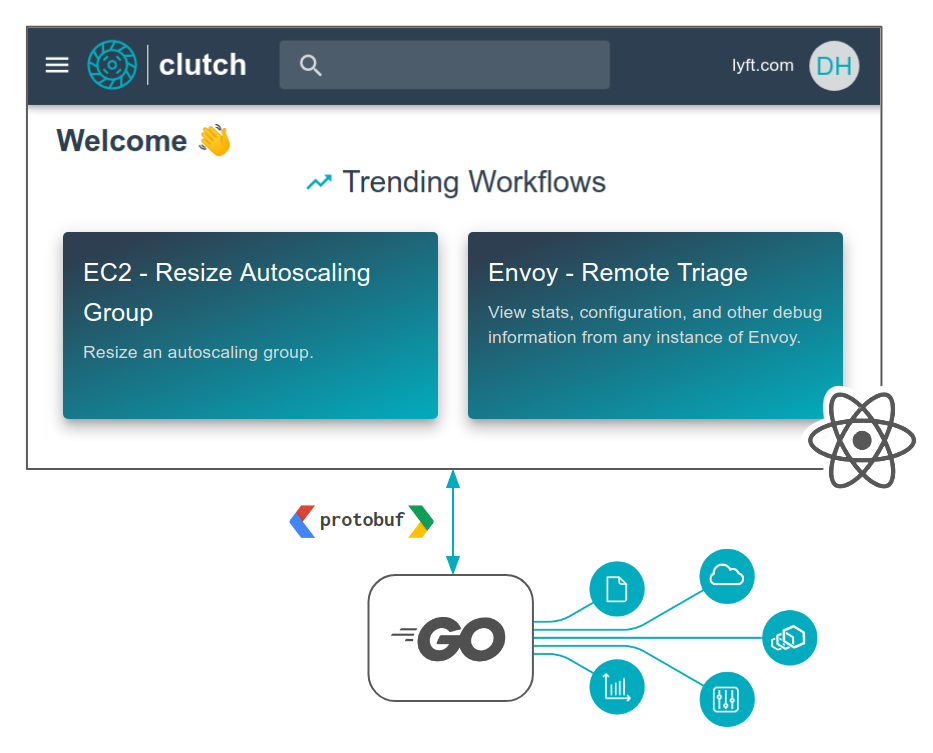 clutch
lyft.com
DH
Welcome 👋
Trending Workflows
EC2 - Resize Autoscaling
Group
Resize an autoscaling group.
Envoy - Remote Triage
View stats, configuration, and other debug
information from any instance of Envoy.
protobuf
GO